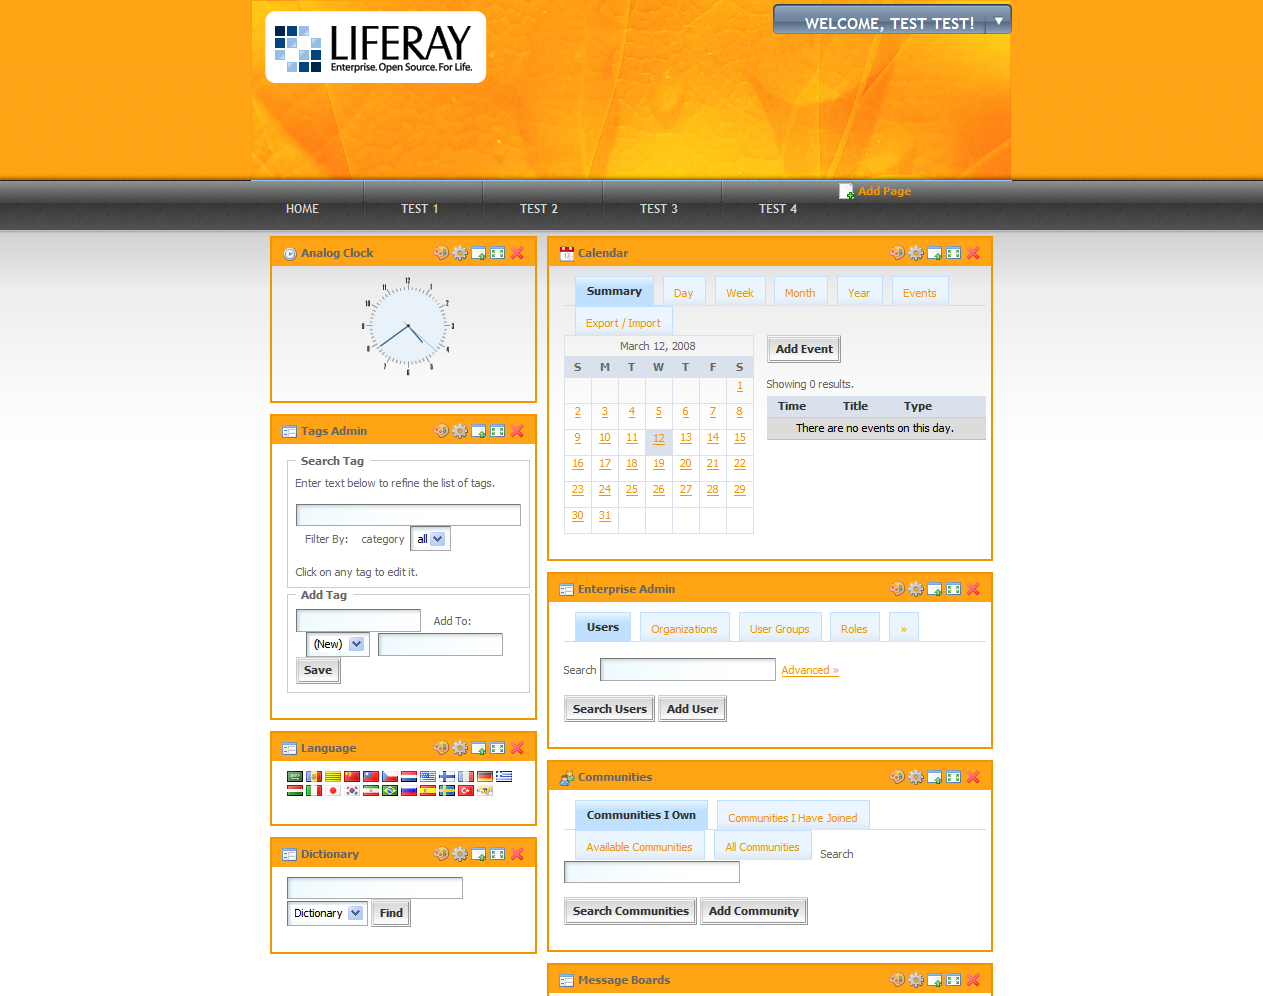 LIFERAY
Enterprise. Open Source. For Life.
WELCOME, TEST TEST!
HOME TEST 1 TEST 2 TEST 3 TEST 4 Add Page
Analog Clock
12 1 2 3 4 5 6 7 8 9 10 11
Tags Admin
Search Tag
Enter text below to refine the list of tags.
Filter By: category all
Click on any tag to edit it.
Add Tag
Add To:
(New)
Save
Language
Dictionary
Dictionary Find
Calendar
Summary Day Week Month Year Events
Export / Import
March 12, 2008
S M T W T F S
1
2 3 4 5 6 7 8
9 10 11 12 13 14 15
16 17 18 19 20 21 22
23 24 25 26 27 28 29
30 31
Add Event
Showing 0 results.
Time Title Type
There are no events on this day.
Enterprise Admin
Users Organizations User Groups Roles »
Search Advanced »
Search Users Add User
Communities
Communities I Own Communities I Have Joined
Available Communities All Communities Search
Search Communities Add Community
Message Boards